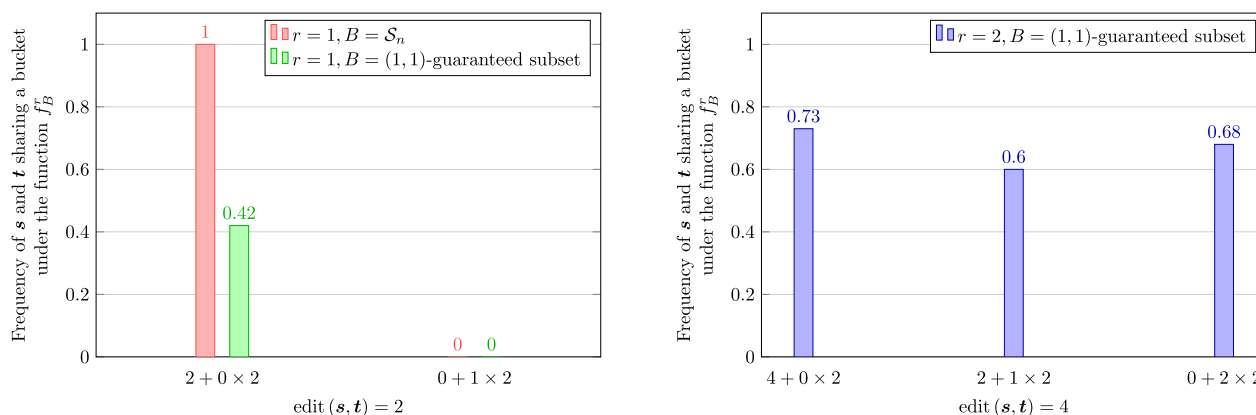 Frequency of s and t sharing a bucket
under the function f_B^r
1
0.8
0.6
0.4
0.2
0
r = 1, B = 𝒮_n
r = 1, B = (1, 1)-guaranteed subset
1
0.42
0
0
2 + 0 × 2
0 + 1 × 2
edit (s, t) = 2
Frequency of s and t sharing a bucket
under the function f_B^r
1
0.8
0.6
0.4
0.2
0
r = 2, B = (1, 1)-guaranteed subset
0.73
0.6
0.68
4 + 0 × 2
2 + 1 × 2
0 + 2 × 2
edit (s, t) = 4